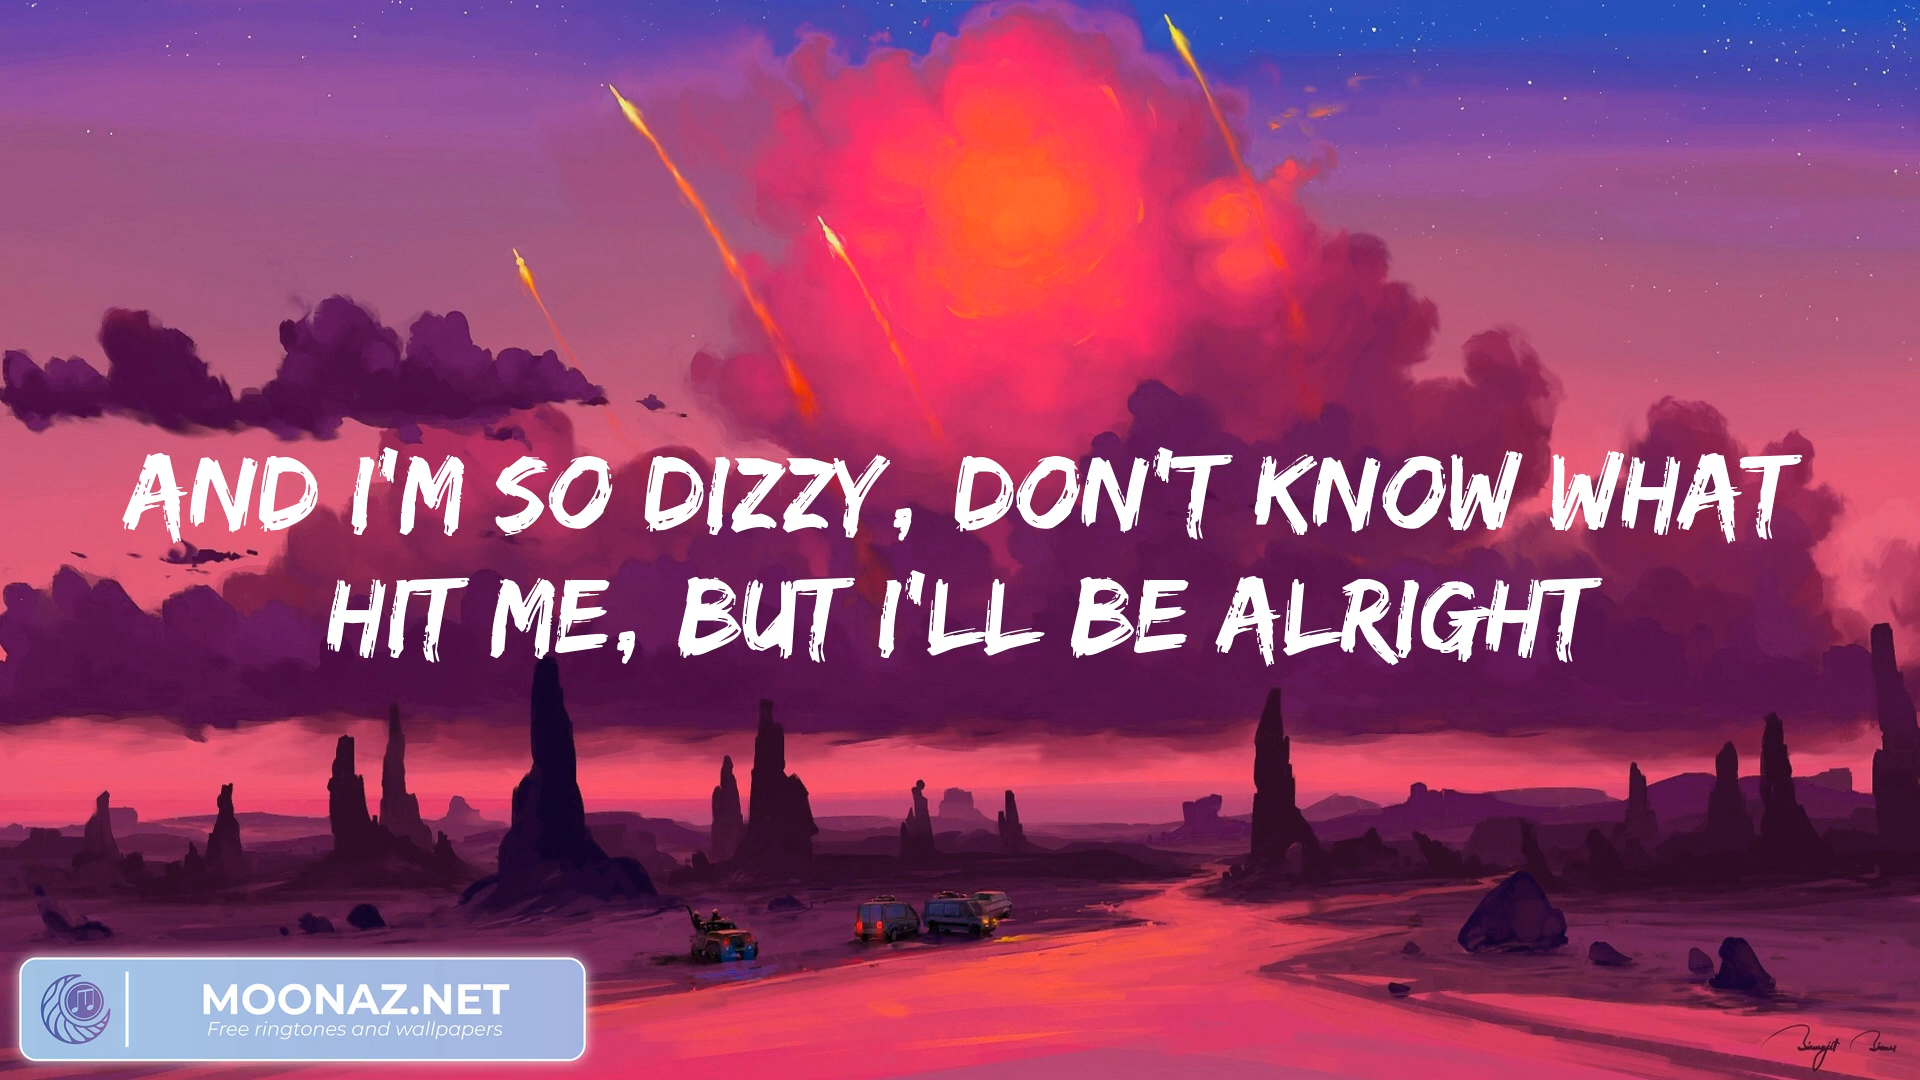 AND I'M SO DIZZY, DON'T KNOW WHAT
HIT ME, BUT I'LL BE ALRIGHT
MOONAZ.NET
Free ringtones and wallpapers